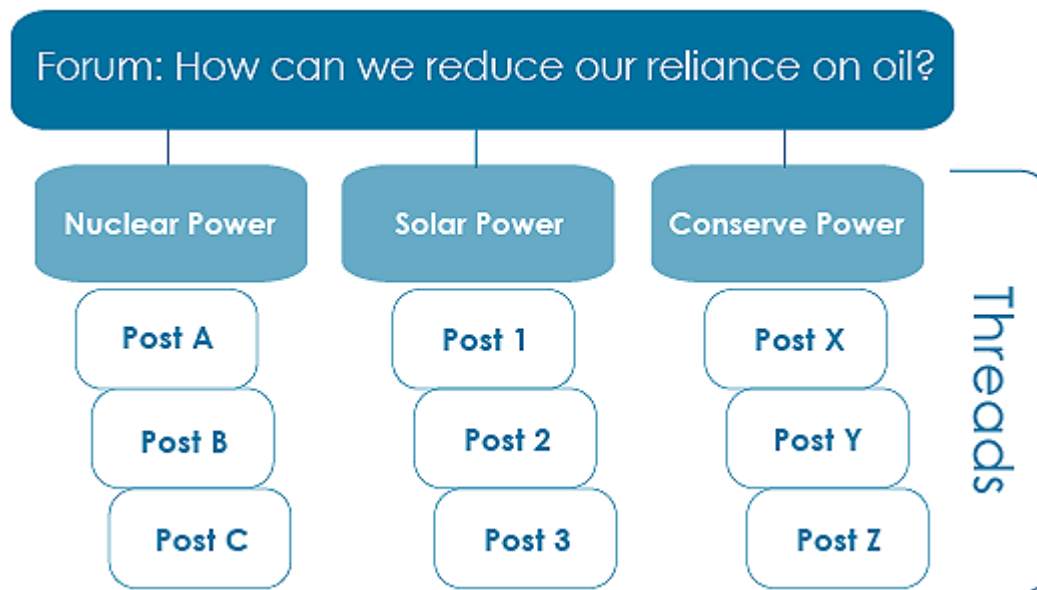 Forum: How can we reduce our reliance on oil?
Nuclear Power
Solar Power
Conserve Power
Post A
Post 1
Post X
Post B
Post 2
Post Y
Post C
Post 3
Post Z
Threads